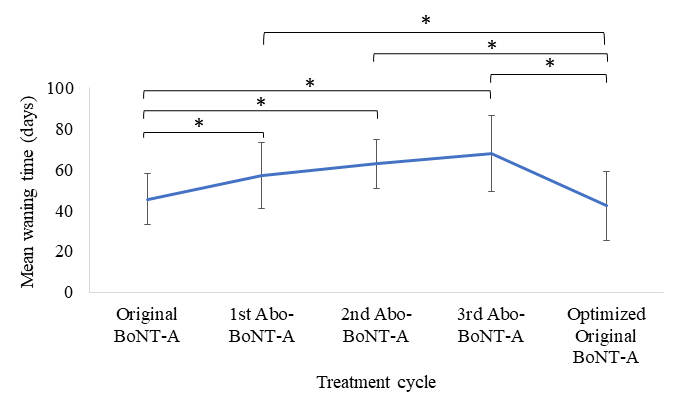 *
*
*
*
*
*
Mean waning time (days)
100
80
60
40
20
0
Original BoNT-A
1st Abo-BoNT-A
2nd Abo-BoNT-A
3rd Abo-BoNT-A
Optimized Original BoNT-A
Treatment cycle